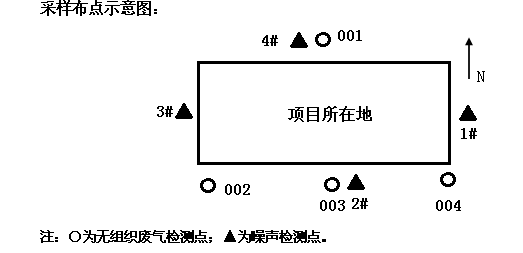 采样布点示意图：
4# ▲ ○ 001
N
3# ▲ 项目所在地 ▲ 1#
○ 002 ○ 003 ▲ 2# ○ 004
注：○为无组织废气检测点；▲为噪声检测点。